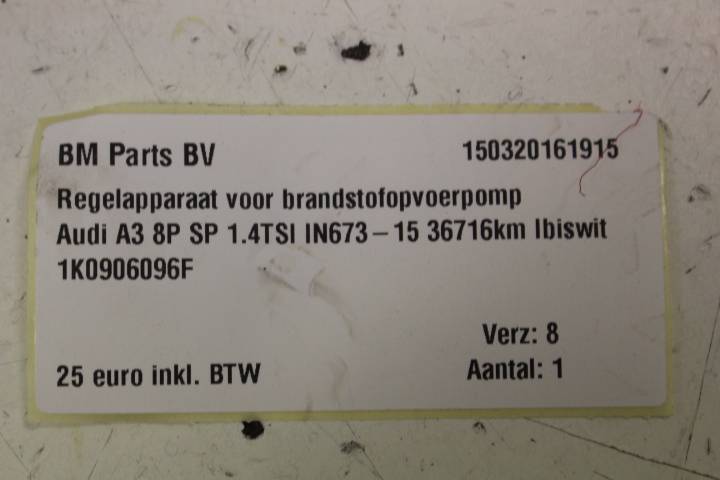 BM Parts BV 150320161915
Regelapparaat voor brandstofopvoerpomp
Audi A3 8P SP 1.4TSI IN673-15 36716km Ibiswit
1K0906096F
Verz: 8
25 euro inkl. BTW Aantal: 1